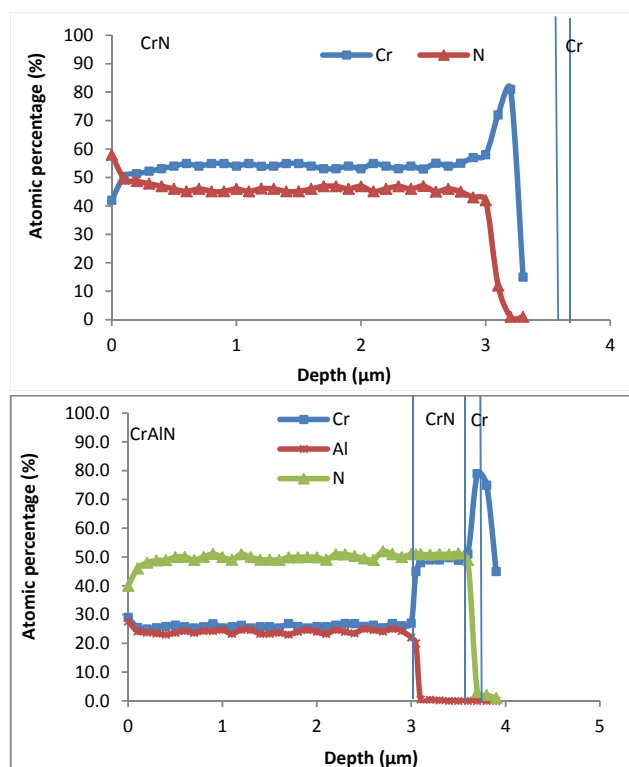 CrN
Cr
Cr N
Atomic percentage (%)
100
90
80
70
60
50
40
30
20
10
0
0 1 2 3 4
Depth (µm)
CrAlN
CrN
Cr
Cr
Al
N
Atomic percentage (%)
100.0
90.0
80.0
70.0
60.0
50.0
40.0
30.0
20.0
10.0
0.0
0 1 2 3 4 5
Depth (µm)